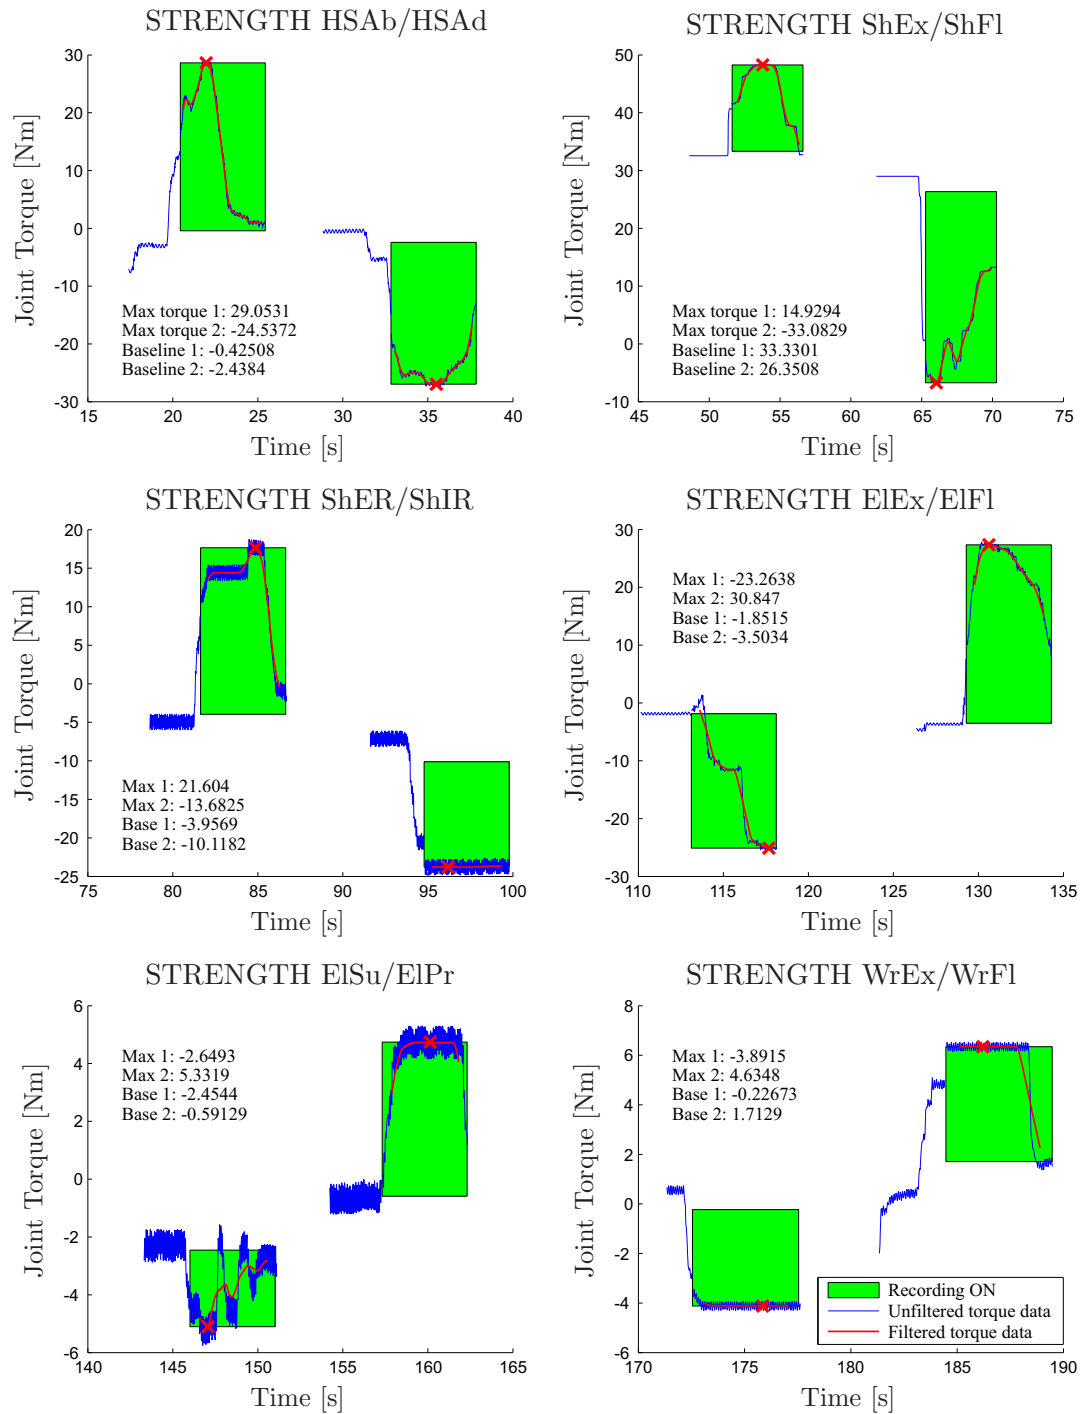 STRENGTH HSAb/HSAd
Joint Torque [Nm]
30
20
10
0
-10
-20
-30
Max torque 1: 29.0531
Max torque 2: -24.5372
Baseline 1: -0.42508
Baseline 2: -2.4384
15 20 25 30 35 40
Time [s]
STRENGTH ShEx/ShFl
Joint Torque [Nm]
50
40
30
20
10
0
-10
Max torque 1: 14.9294
Max torque 2: -33.0829
Baseline 1: 33.3301
Baseline 2: 26.3508
45 50 55 60 65 70 75
Time [s]
STRENGTH ShER/ShIR
Joint Torque [Nm]
20
15
10
5
0
-5
-10
-15
-20
-25
Max 1: 21.604
Max 2: -13.6825
Base 1: -3.9569
Base 2: -10.1182
75 80 85 90 95 100
Time [s]
STRENGTH ElEx/ElFl
Joint Torque [Nm]
30
20
10
0
-10
-20
-30
Max 1: -23.2638
Max 2: 30.847
Base 1: -1.8515
Base 2: -3.5034
110 115 120 125 130 135
Time [s]
STRENGTH ElSu/ElPr
Joint Torque [Nm]
6
4
2
0
-2
-4
-6
Max 1: -2.6493
Max 2: 5.3319
Base 1: -2.4544
Base 2: -0.59129
140 145 150 155 160 165
Time [s]
STRENGTH WrEx/WrFl
Joint Torque [Nm]
8
6
4
2
0
-2
-4
-6
Max 1: -3.8915
Max 2: 4.6348
Base 1: -0.22673
Base 2: 1.7129
Recording ON
Unfiltered torque data
Filtered torque data
170 175 180 185 190
Time [s]